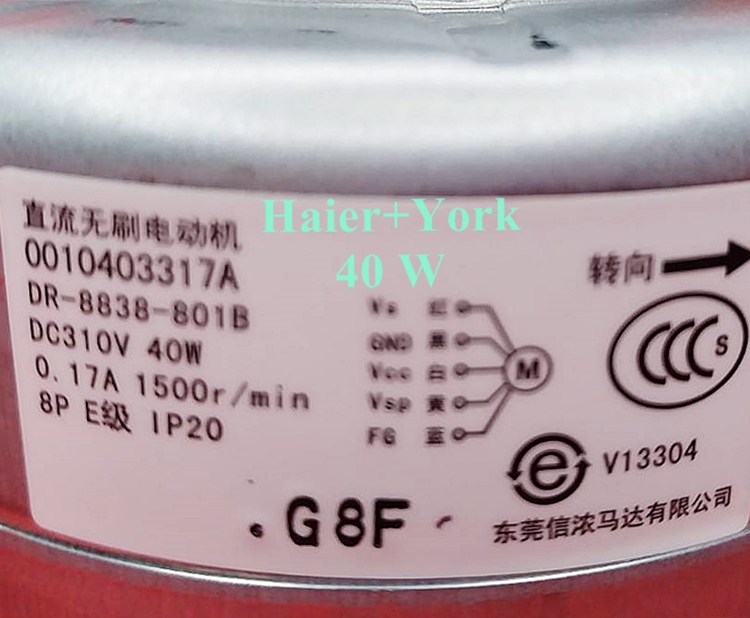 直流无刷电动机
0010403317A
DR-8838-801B
DC310V 40W
0.17A 1500r/min
8P E级 IP20
Haier+York
40 W
Vs 红
GND 黑
Vcc 白
Vsp 黄
FG 蓝
M
转向
CCC S
e V13304
东莞信浓马达有限公司
.G8F